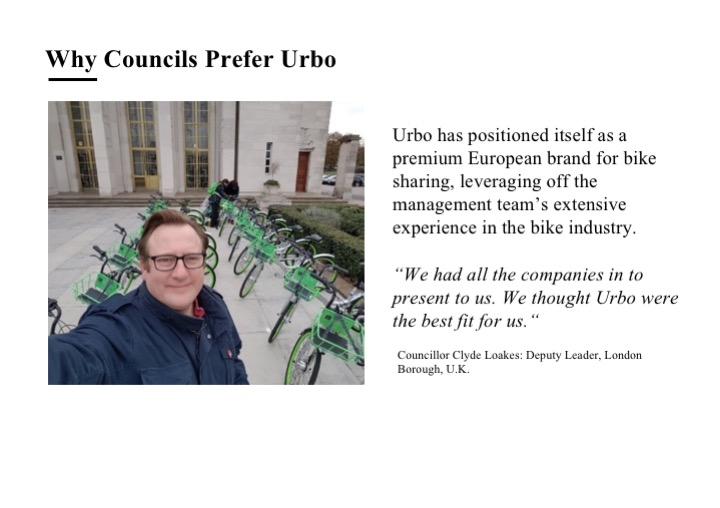 Why Councils Prefer Urbo
Urbo has positioned itself as a
premium European brand for bike
sharing, leveraging off the
management team’s extensive
experience in the bike industry.
“We had all the companies in to
present to us. We thought Urbo were
the best fit for us.“
Councillor Clyde Loakes: Deputy Leader, London
Borough, U.K.